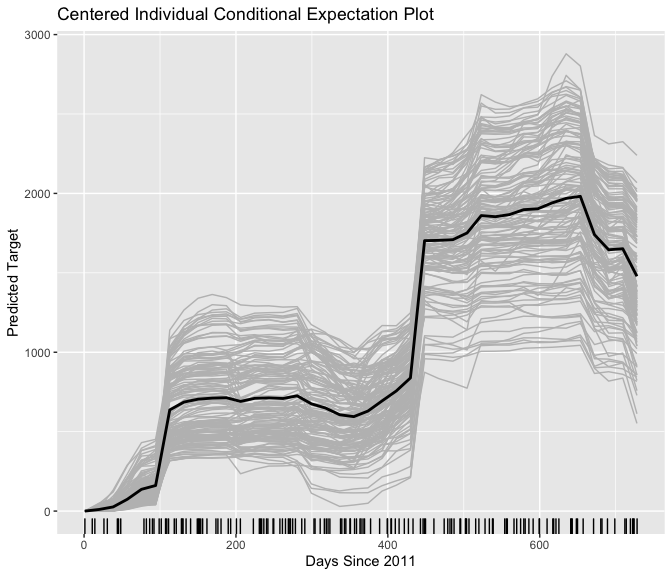 Centered Individual Conditional Expectation Plot
3000
2000
1000
0
Predicted Target
0 200 400 600
Days Since 2011